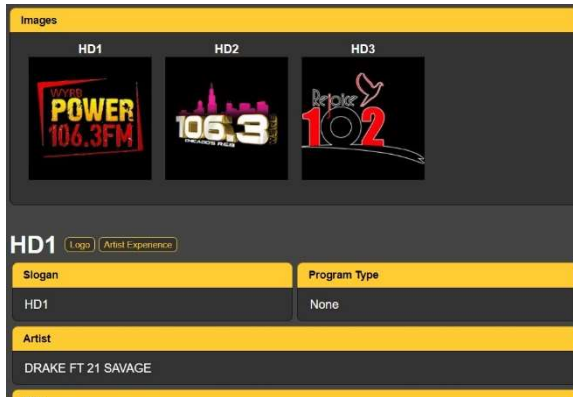 Images
HD1 HD2 HD3
WYRB
POWER
106.3FM
106.3
CHICAGO'S R&B
Rejoice
102
HD1 Logo Artist Experience
Slogan Program Type
HD1 None
Artist
DRAKE FT 21 SAVAGE